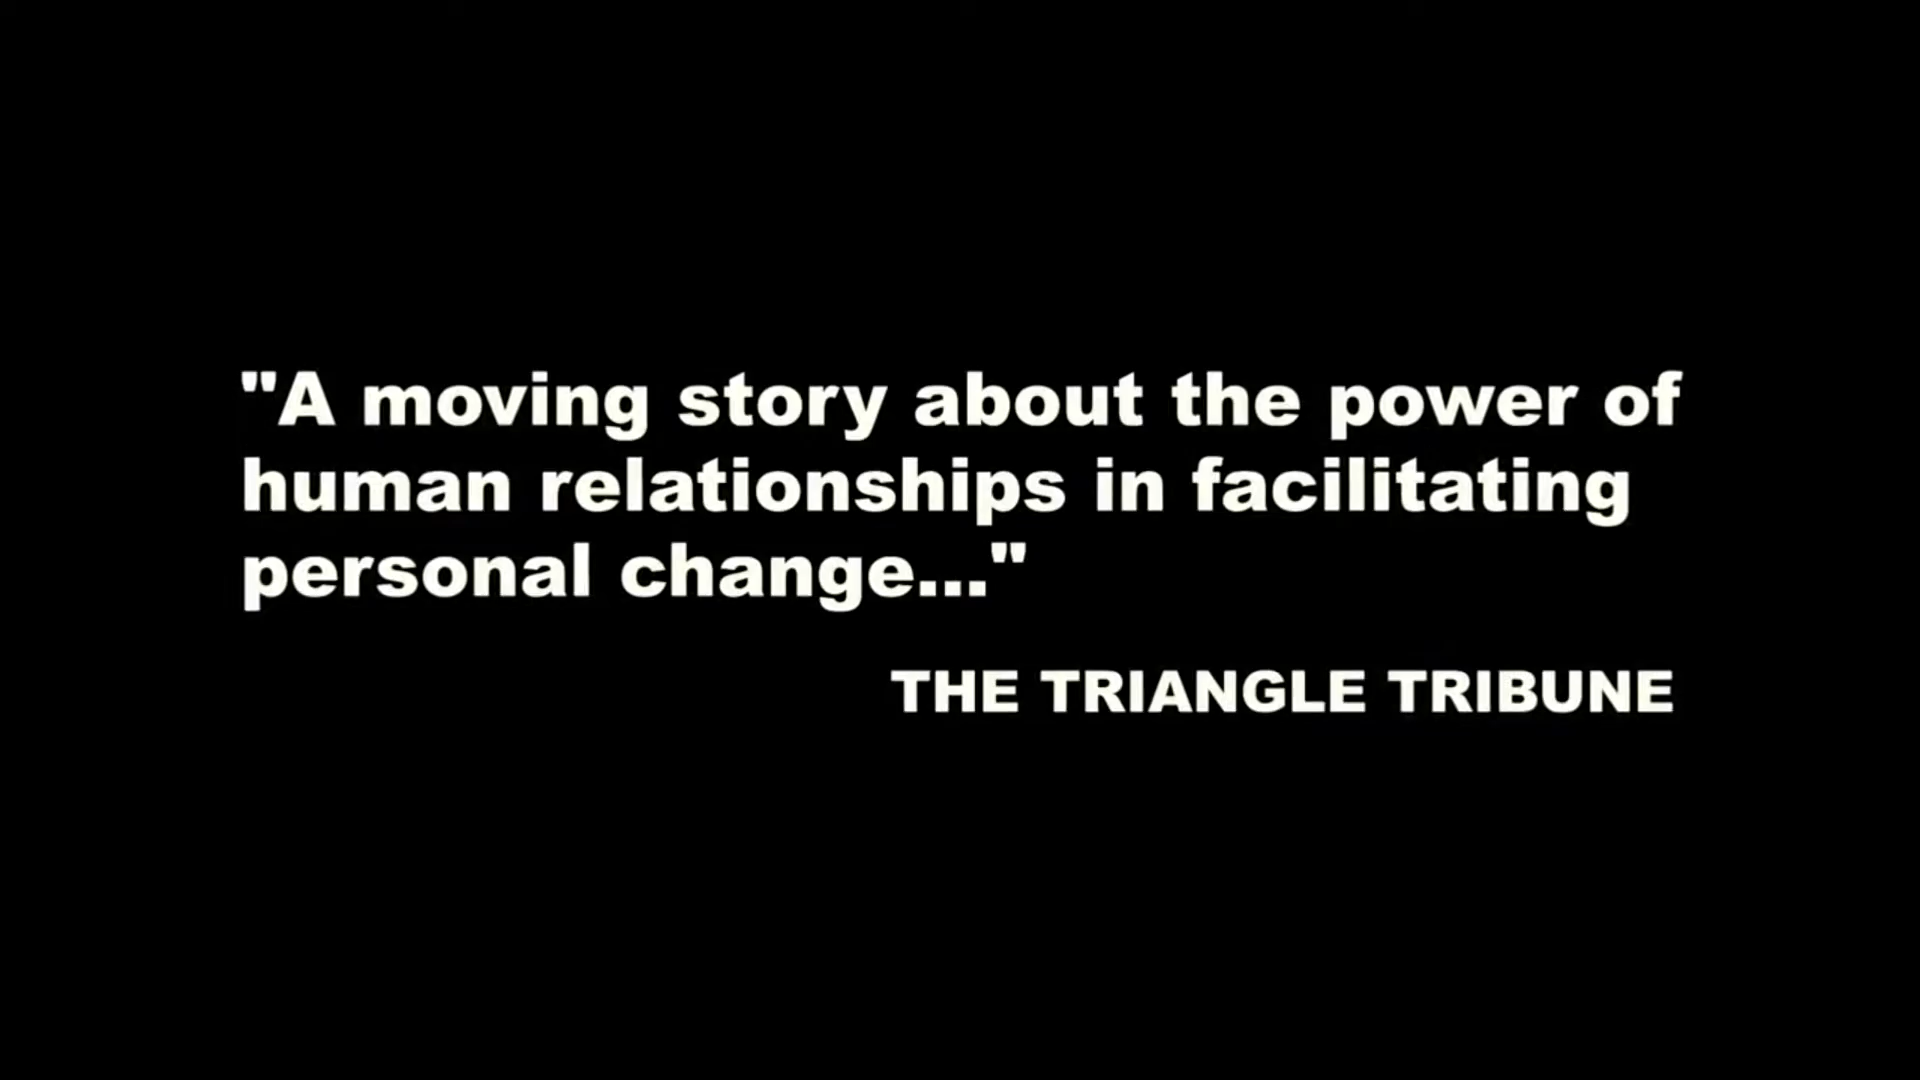 "A moving story about the power of
human relationships in facilitating
personal change..."
THE TRIANGLE TRIBUNE